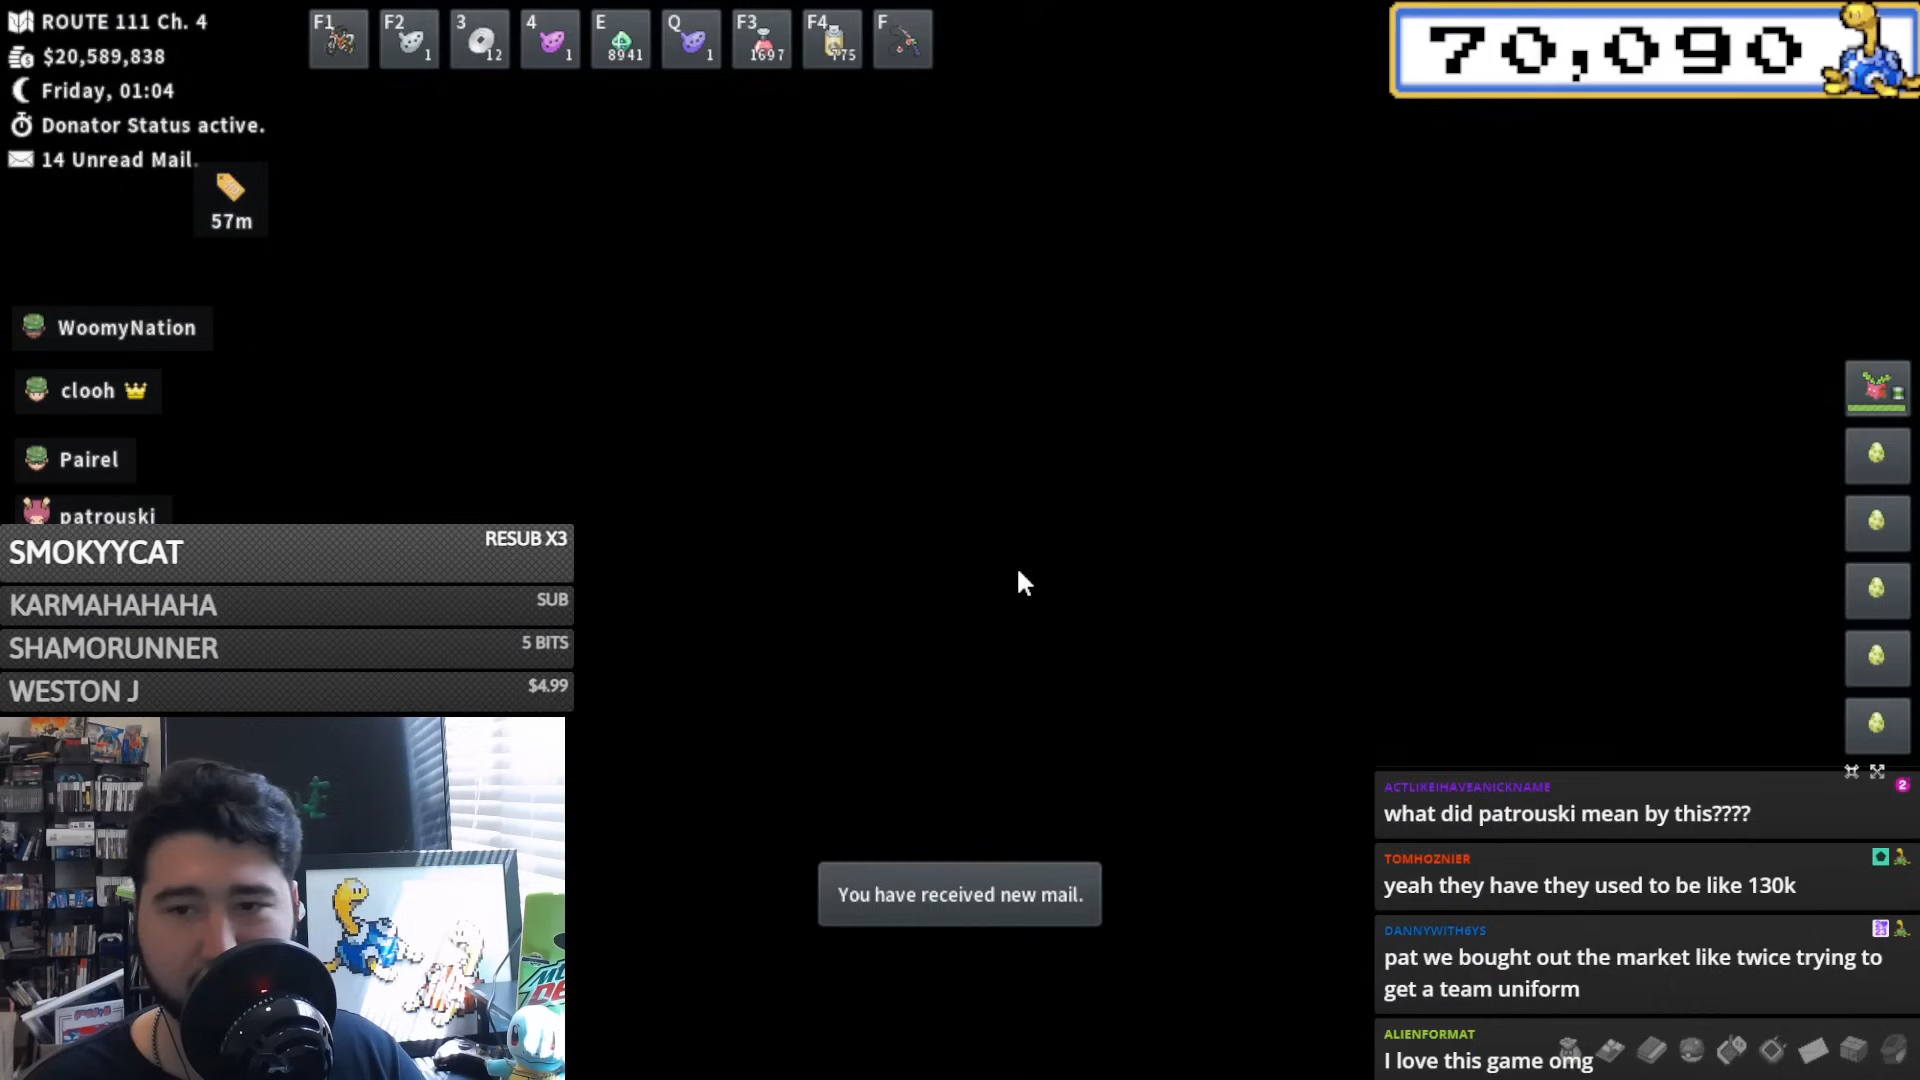 ROUTE 111 Ch. 4
$20,589,838
Friday, 01:04
Donator Status active.
14 Unread Mail.
57m
F1
F2
1
3
12
4
1
E
8941
Q
1
F3
1697
F4
775
F
70,090
WoomyNation
clooh
Pairel
patrouski
SMOKYYCAT RESUB X3
KARMAHAHAHA SUB
SHAMORUNNER 5 BITS
WESTON J $4.99
You have received new mail.
ACTLIKEIHAVEANICKNAME 2
what did patrouski mean by this????
TOMHOZNIER
yeah they have they used to be like 130k
DANNYWITH6YS
pat we bought out the market like twice trying to
get a team uniform
ALIENFORMAT
I love this game omg